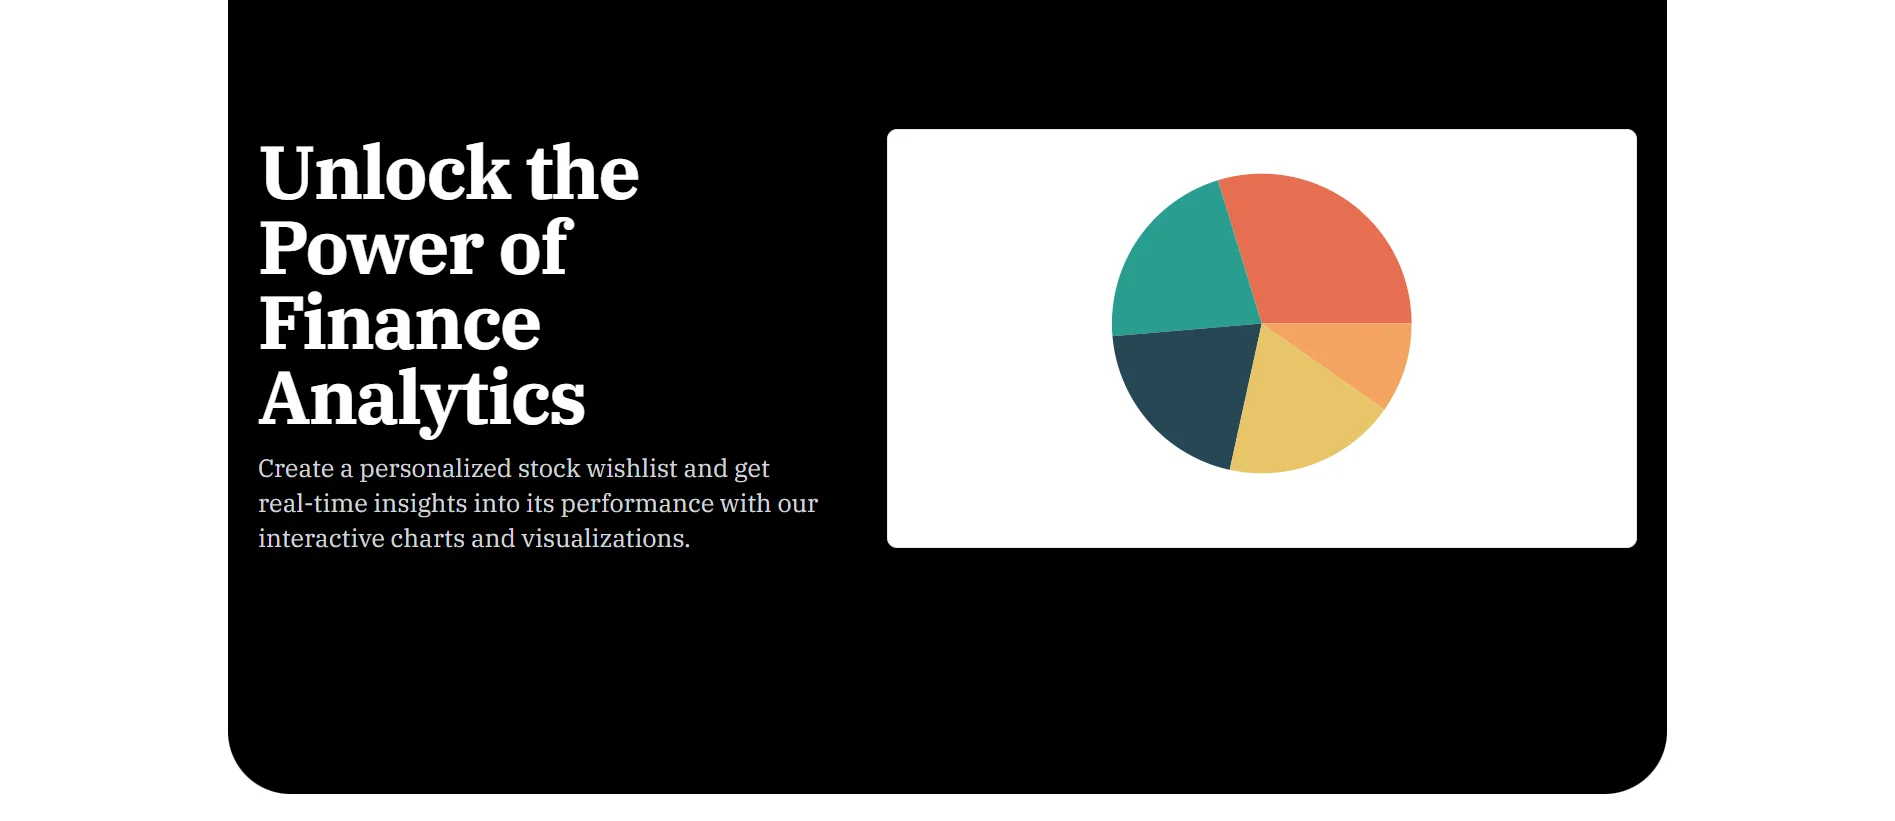 Unlock the
Power of
Finance
Analytics
Create a personalized stock wishlist and get
real-time insights into its performance with our
interactive charts and visualizations.